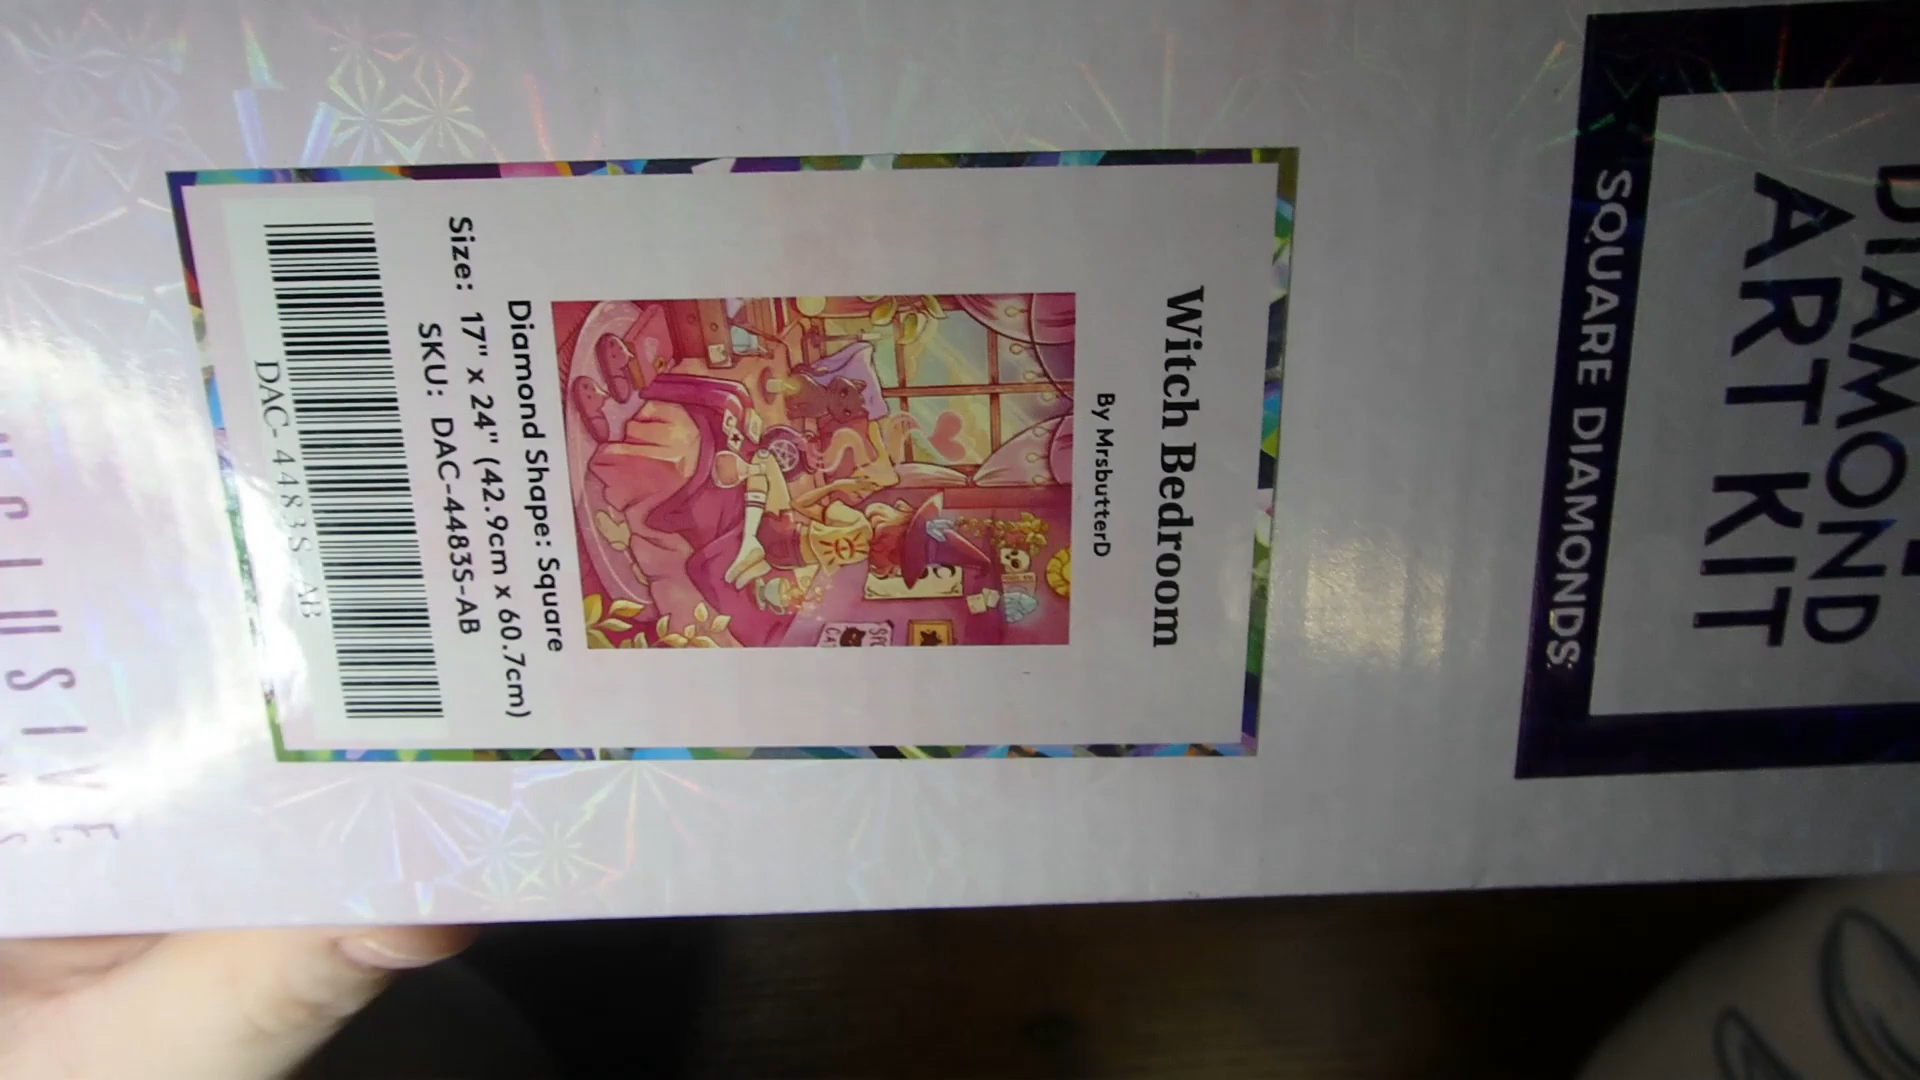 DIAMOND
ART KIT
SQUARE DIAMONDS
Witch Bedroom
By MrsbutterD
Diamond Shape: Square
Size: 17" x 24" (42.9cm x 60.7cm)
SKU: DAC-4483S-AB
DAC-4483S-AB